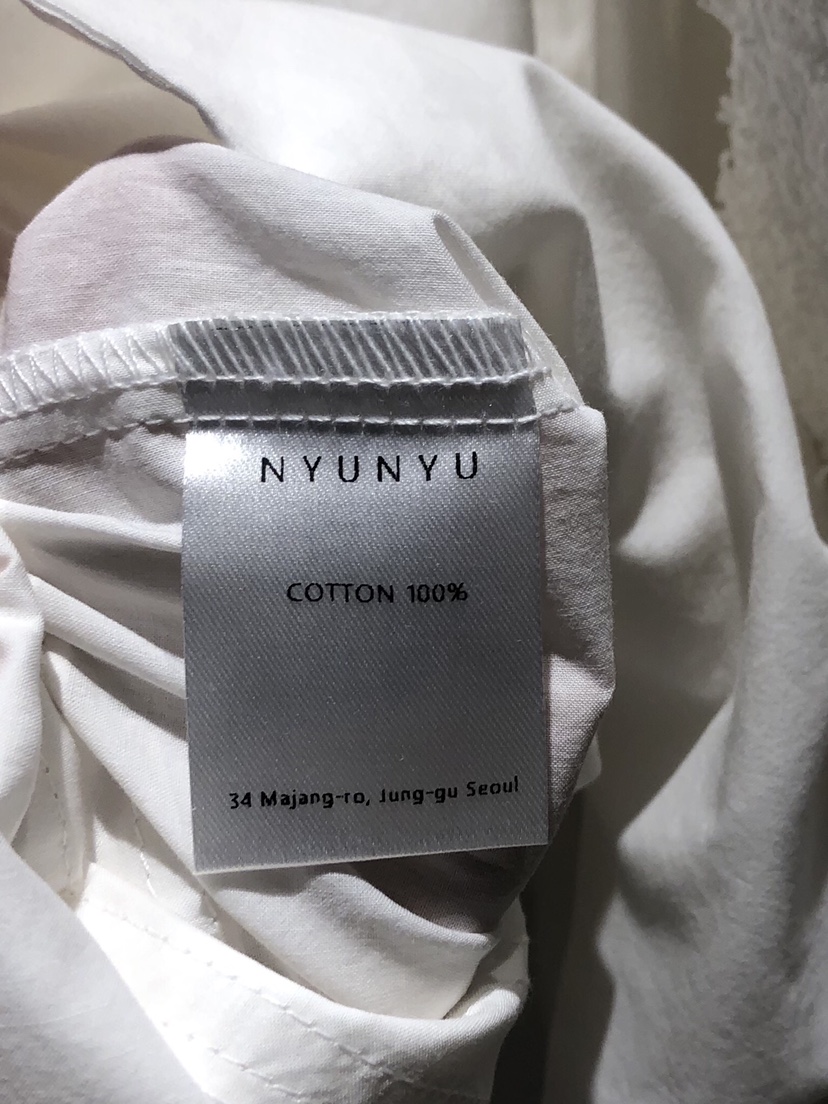 NYUNYU
COTTON 100%
34 Majang-ro, Jung-gu Seoul